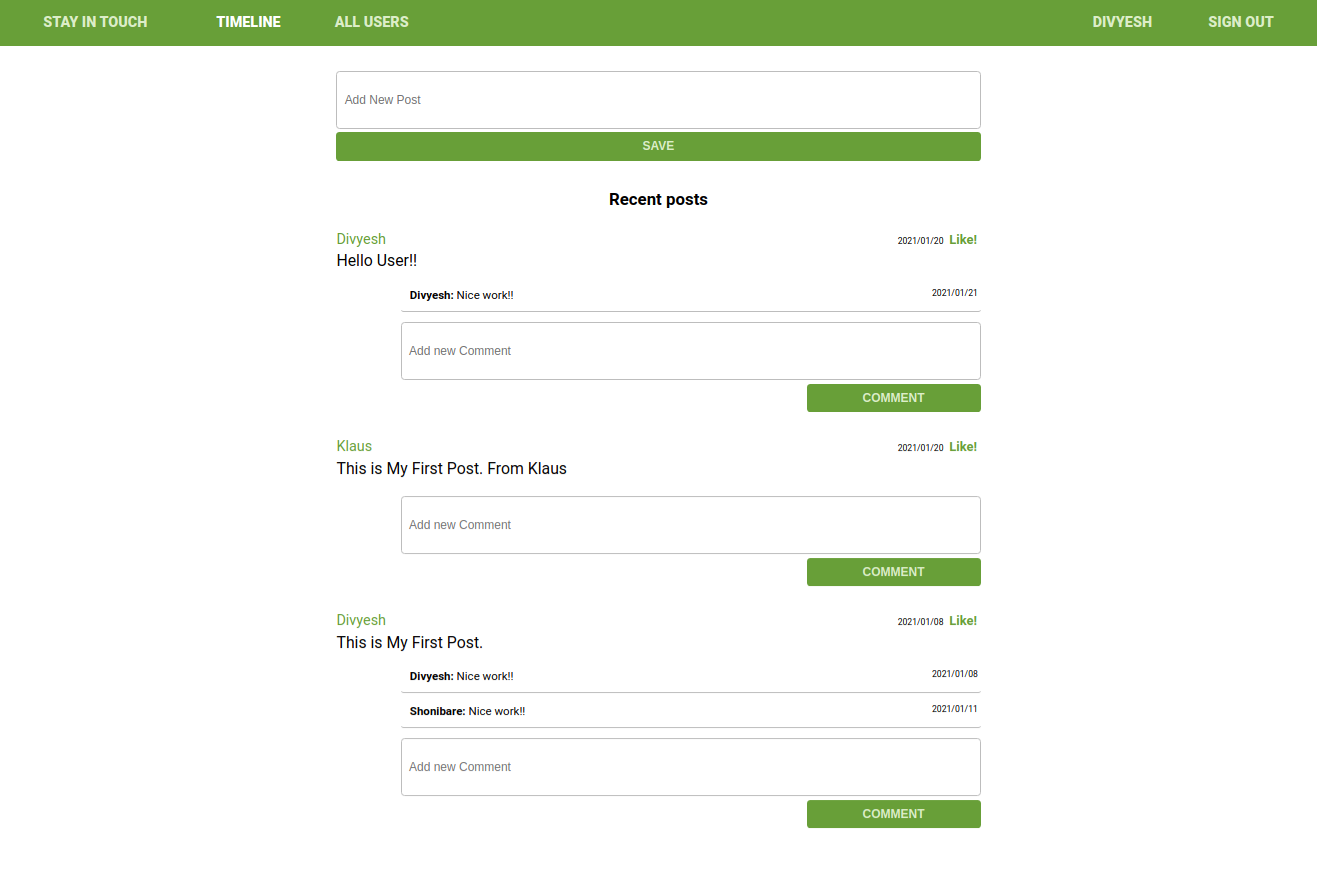 STAY IN TOUCH TIMELINE ALL USERS DIVYESH SIGN OUT
Add New Post
SAVE
Recent posts
Divyesh 2021/01/20 Like!
Hello User!!
Divyesh: Nice work!! 2021/01/21
Add new Comment
COMMENT
Klaus 2021/01/20 Like!
This is My First Post. From Klaus
Add new Comment
COMMENT
Divyesh 2021/01/08 Like!
This is My First Post.
Divyesh: Nice work!! 2021/01/08
Shonibare: Nice work!! 2021/01/11
Add new Comment
COMMENT